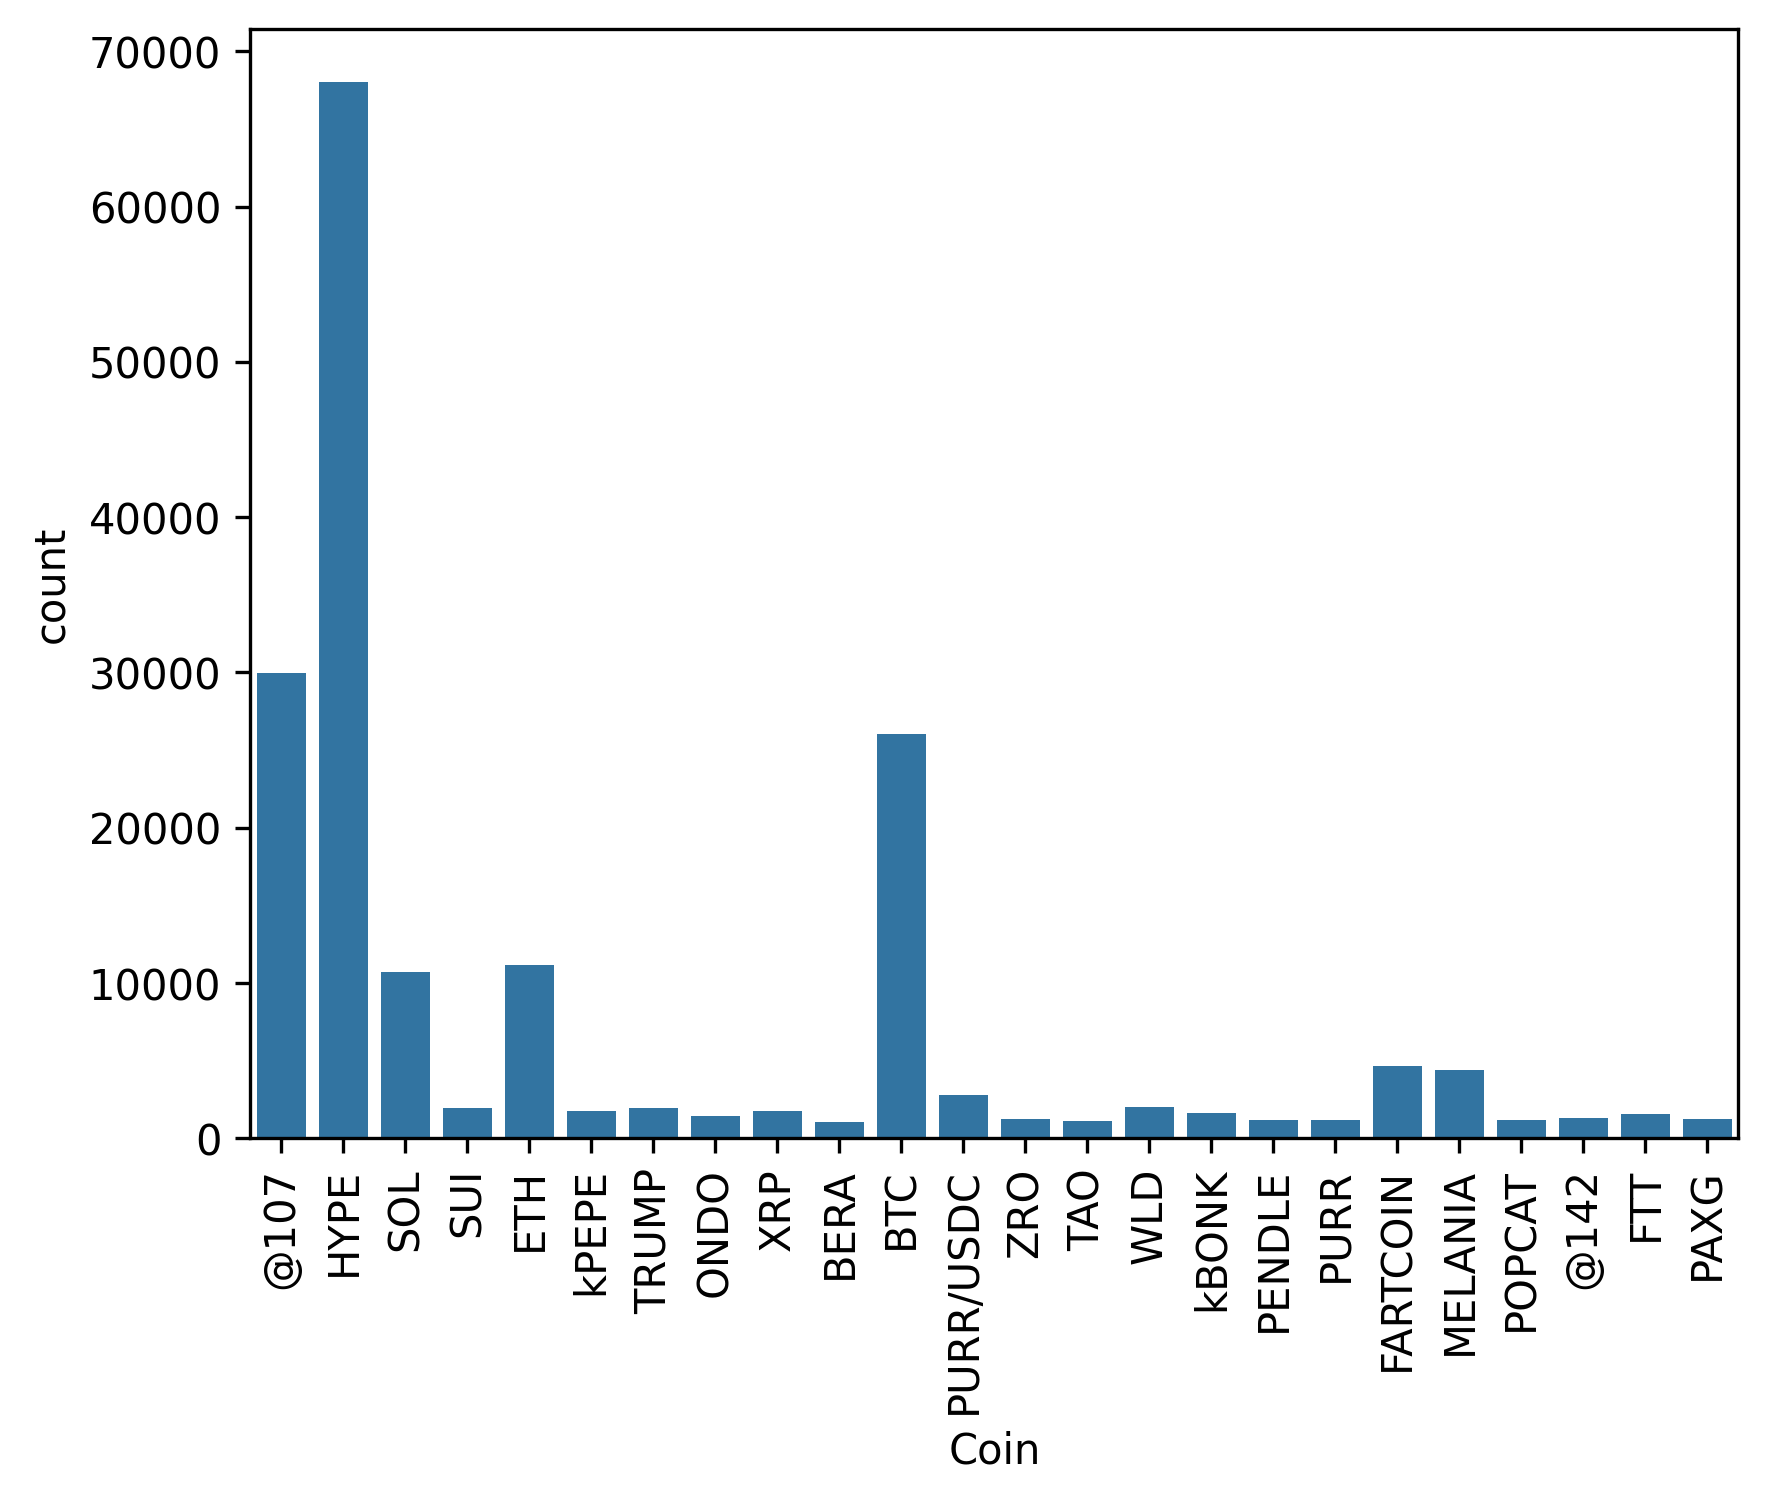 70000
60000
50000
40000
30000
20000
10000
0
count
@107
HYPE
SOL
SUI
ETH
kPEPE
TRUMP
ONDO
XRP
BERA
BTC
PURR/USDC
ZRO
TAO
WLD
kBONK
PENDLE
PURR
FARTCOIN
MELANIA
POPCAT
@142
FTT
PAXG
Coin